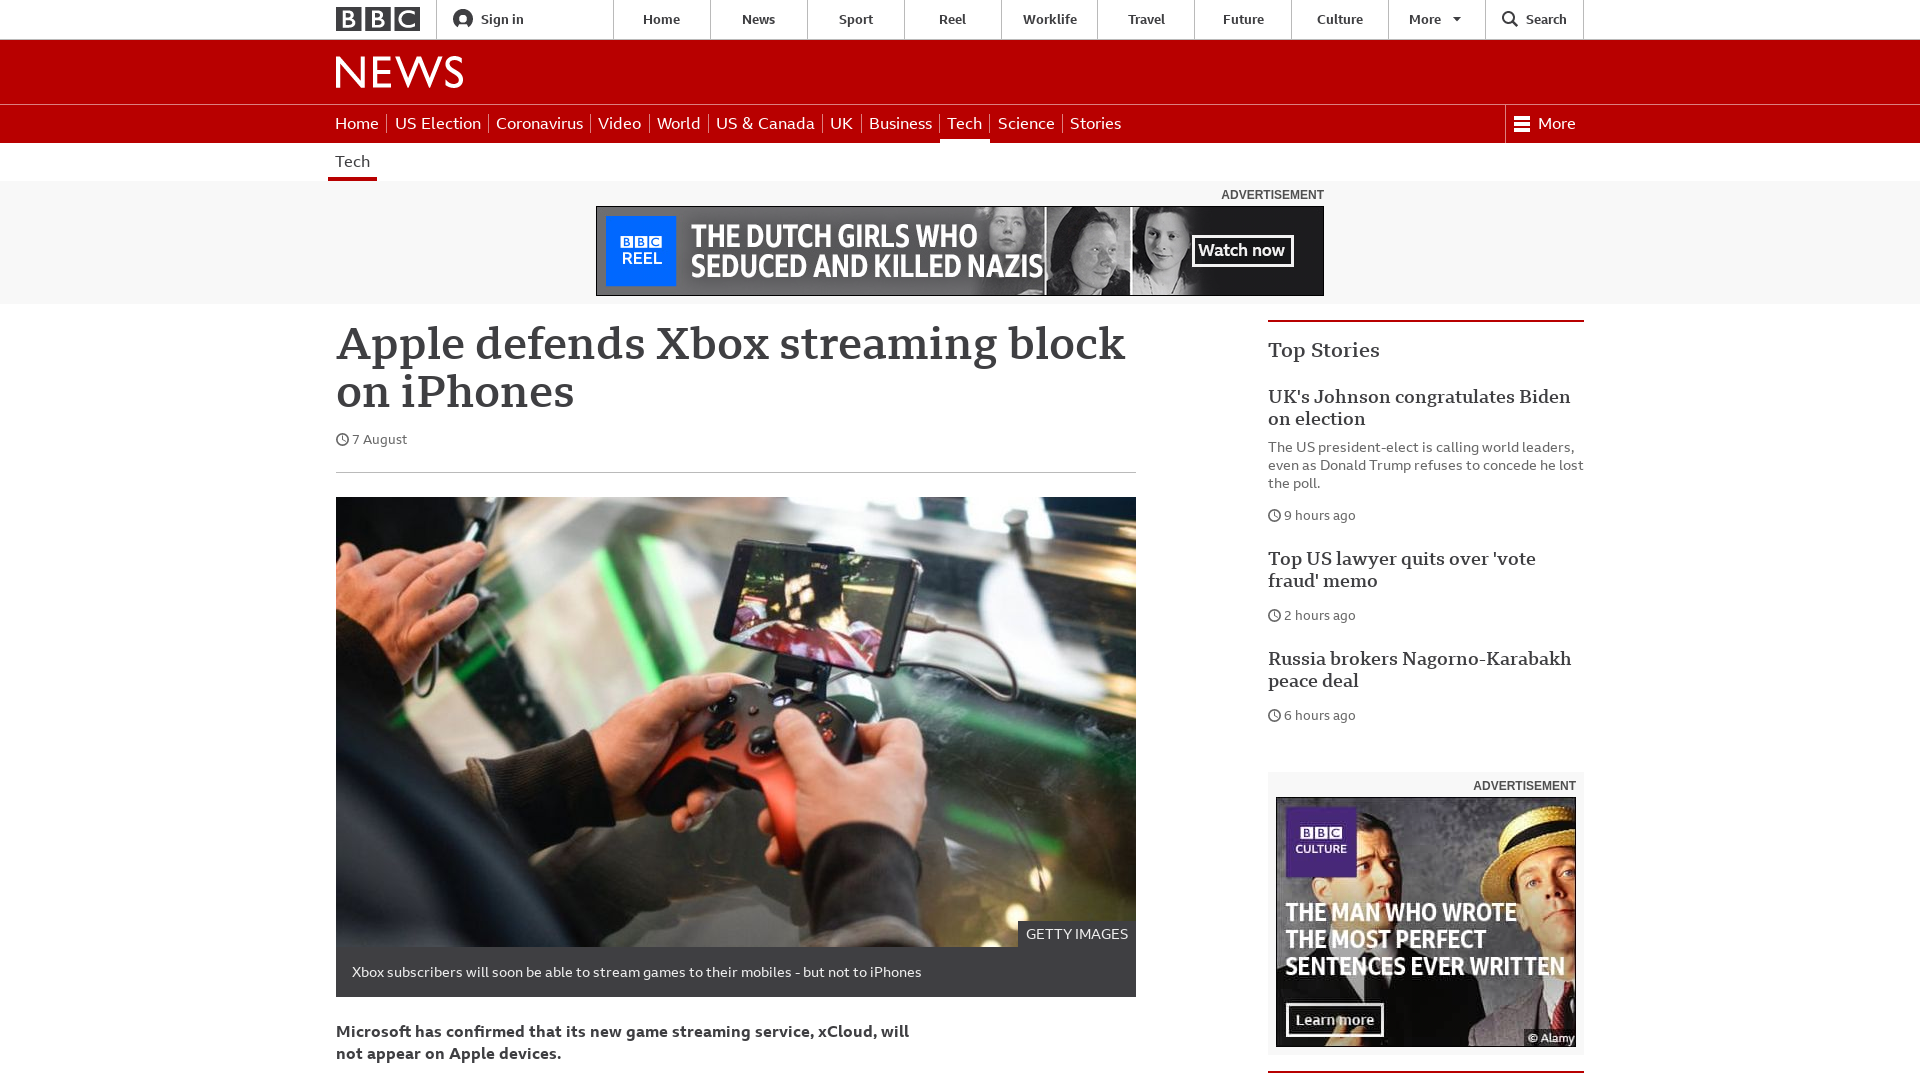 BBC
Sign in
Home
News
Sport
Reel
Worklife
Travel
Future
Culture
More
Search
NEWS
Home
US Election
Coronavirus
Video
World
US & Canada
UK
Business
Tech
Science
Stories
More
Tech
ADVERTISEMENT
BBC
REEL
THE DUTCH GIRLS WHO
SEDUCED AND KILLED NAZIS
Watch now
Apple defends Xbox streaming block
on iPhones
7 August
GETTY IMAGES
Xbox subscribers will soon be able to stream games to their mobiles - but not to iPhones
Microsoft has confirmed that its new game streaming service, xCloud, will
not appear on Apple devices.
Top Stories
UK's Johnson congratulates Biden
on election
The US president-elect is calling world leaders,
even as Donald Trump refuses to concede he lost
the poll.
9 hours ago
Top US lawyer quits over 'vote
fraud' memo
2 hours ago
Russia brokers Nagorno-Karabakh
peace deal
6 hours ago
ADVERTISEMENT
BBC
CULTURE
THE MAN WHO WROTE
THE MOST PERFECT
SENTENCES EVER WRITTEN
Learn more
© Alamy